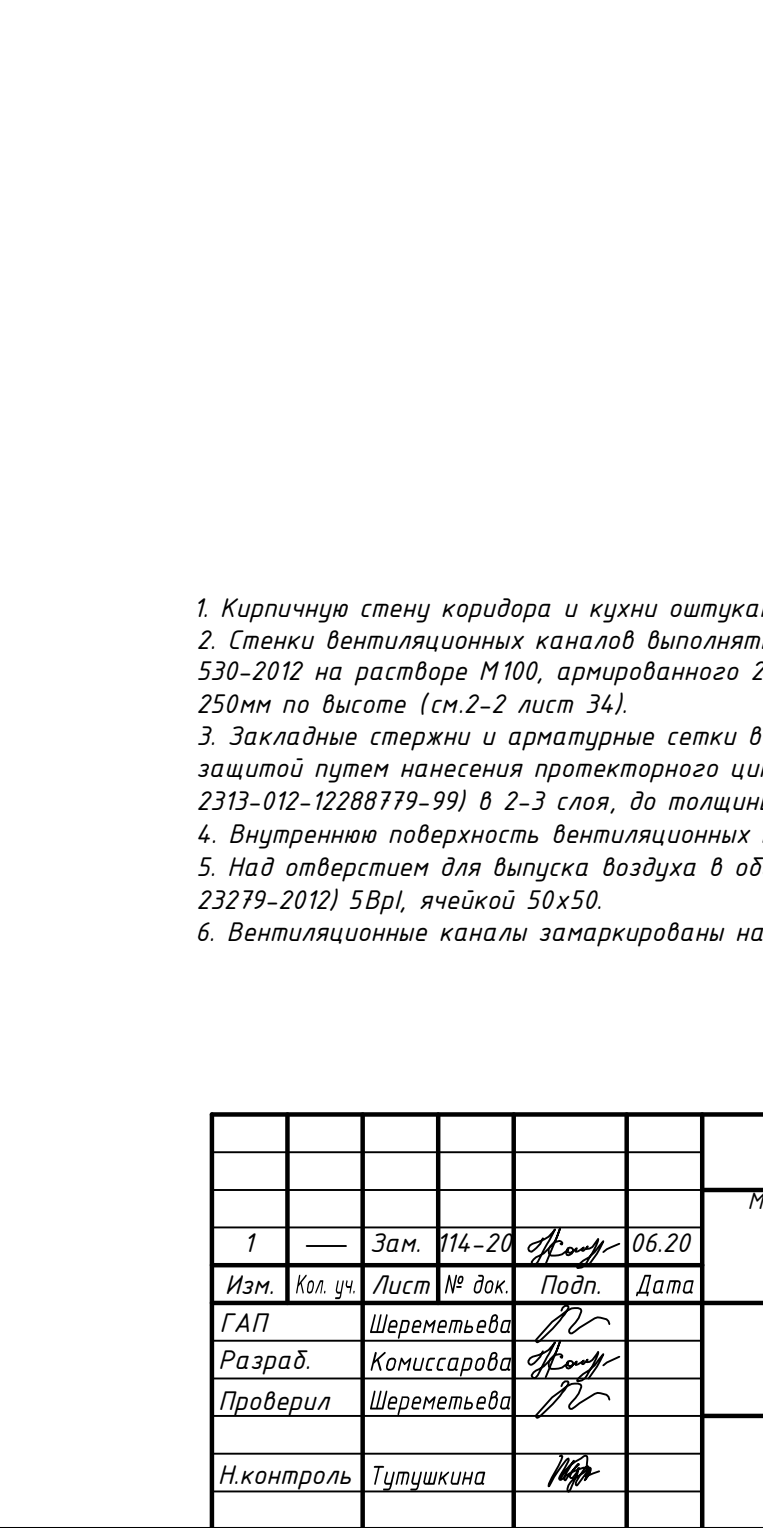 1. Кирпичную стену коридора и кухни оштука
2. Стенки вентиляционных каналов выполнят
530-2012 на растворе М100, армированного 2
250мм по высоте (см.2-2 лист 34).
3. Закладные стержни и арматурные сетки в
защитой путем нанесения протекторного ци
2313-012-12288779-99) в 2-3 слоя, до толщин
4. Внутреннюю поверхность вентиляционных
5. Над отверстием для выпуска воздуха в об
23279-2012) 5ВрI, ячейкой 50х50.
6. Вентиляционные каналы замаркированы на
М
1 — Зам. 114-20 06.20
Изм. Кол. уч. Лист № док. Подп. Дата
ГАП Шереметьева
Разраб. Комиссарова
Проверил Шереметьева
Н.контроль Тутушкина